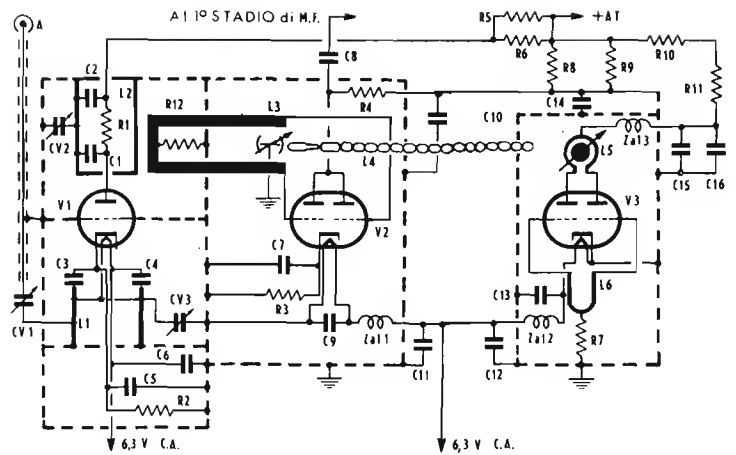 A
A1 1º STADIO di M.F.
R5
+AT
C8
R6
R8
R9
R10
R11
C2
L2
R4
C14
R12
L3
C10
CV2
R1
L4
L5
Za13
C1
C15
C16
V1
V2
V3
C7
C3
C4
C13
L6
R3
CV3
CV1
L1
C9
Za11
Za12
R7
C6
C11
C12
C5
R2
6,3 V C.A.
6,3 V C.A.